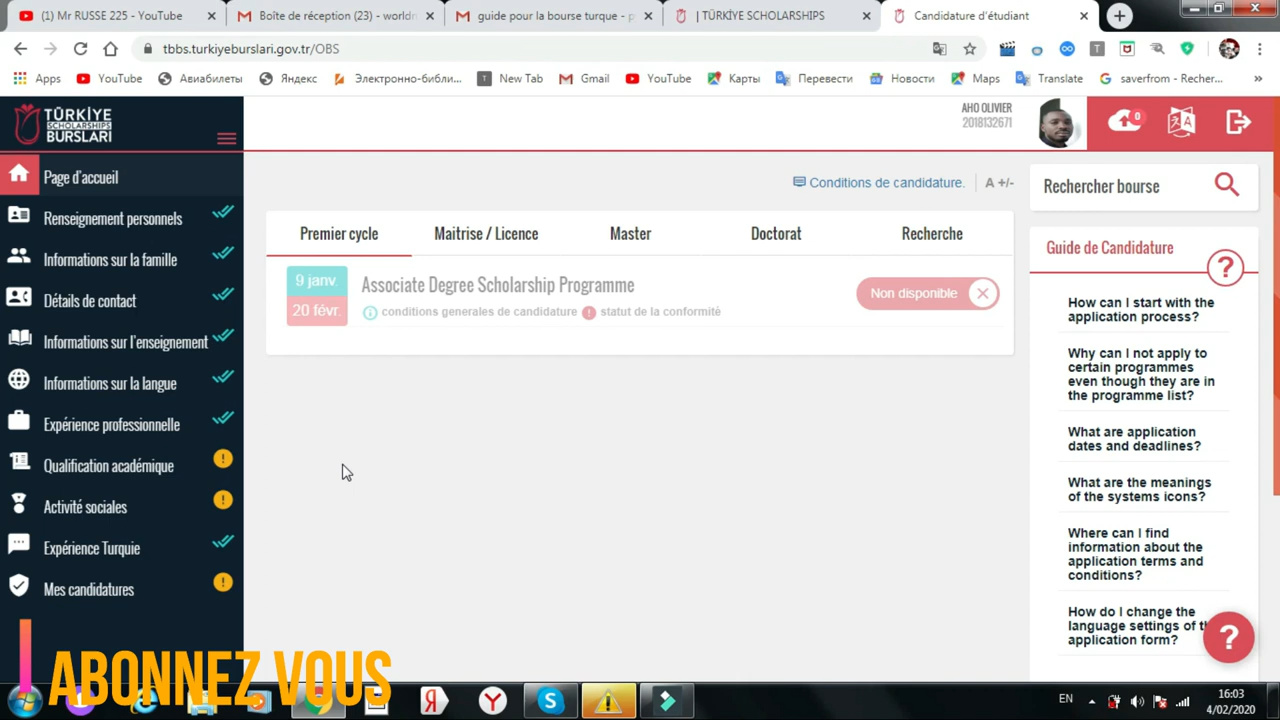 (1) Mr RUSSE 225 - YouTube
Boîte de réception (23) - worldn
guide pour la bourse turque - p
| TÜRKİYE SCHOLARSHIPS
Candidature d'étudiant
tbbs.turkiyeburslari.gov.tr/OBS
Apps
YouTube
Авиабилеты
Яндекс
Электронно-библи...
New Tab
Gmail
YouTube
Карты
Перевести
Новости
Maps
Translate
saverfrom - Recher...
»
TÜRKİYE
SCHOLARSHIPS
BURSLARI
AHO OLIVIER
2018132671
0
Page d'accueil
Renseignement personnels
Informations sur la famille
Détails de contact
Informations sur l'enseignement
Informations sur la langue
Expérience professionnelle
Qualification académique
Activité sociales
Expérience Turquie
Mes candidatures
Conditions de candidature.
A +/-
Premier cycle
Maitrise / Licence
Master
Doctorat
Recherche
9 janv.
20 févr.
Associate Degree Scholarship Programme
conditions generales de candidature
statut de la conformité
Non disponible
Rechercher bourse
Guide de Candidature
?
How can I start with the
application process?
Why can I not apply to
certain programmes
even though they are in
the programme list?
What are application
dates and deadlines?
What are the meanings
of the systems icons?
Where can I find
information about the
application terms and
conditions?
How do I change the
language settings of th
application form?
?
ABONNEZ VOUS
EN
16:03
4/02/2020